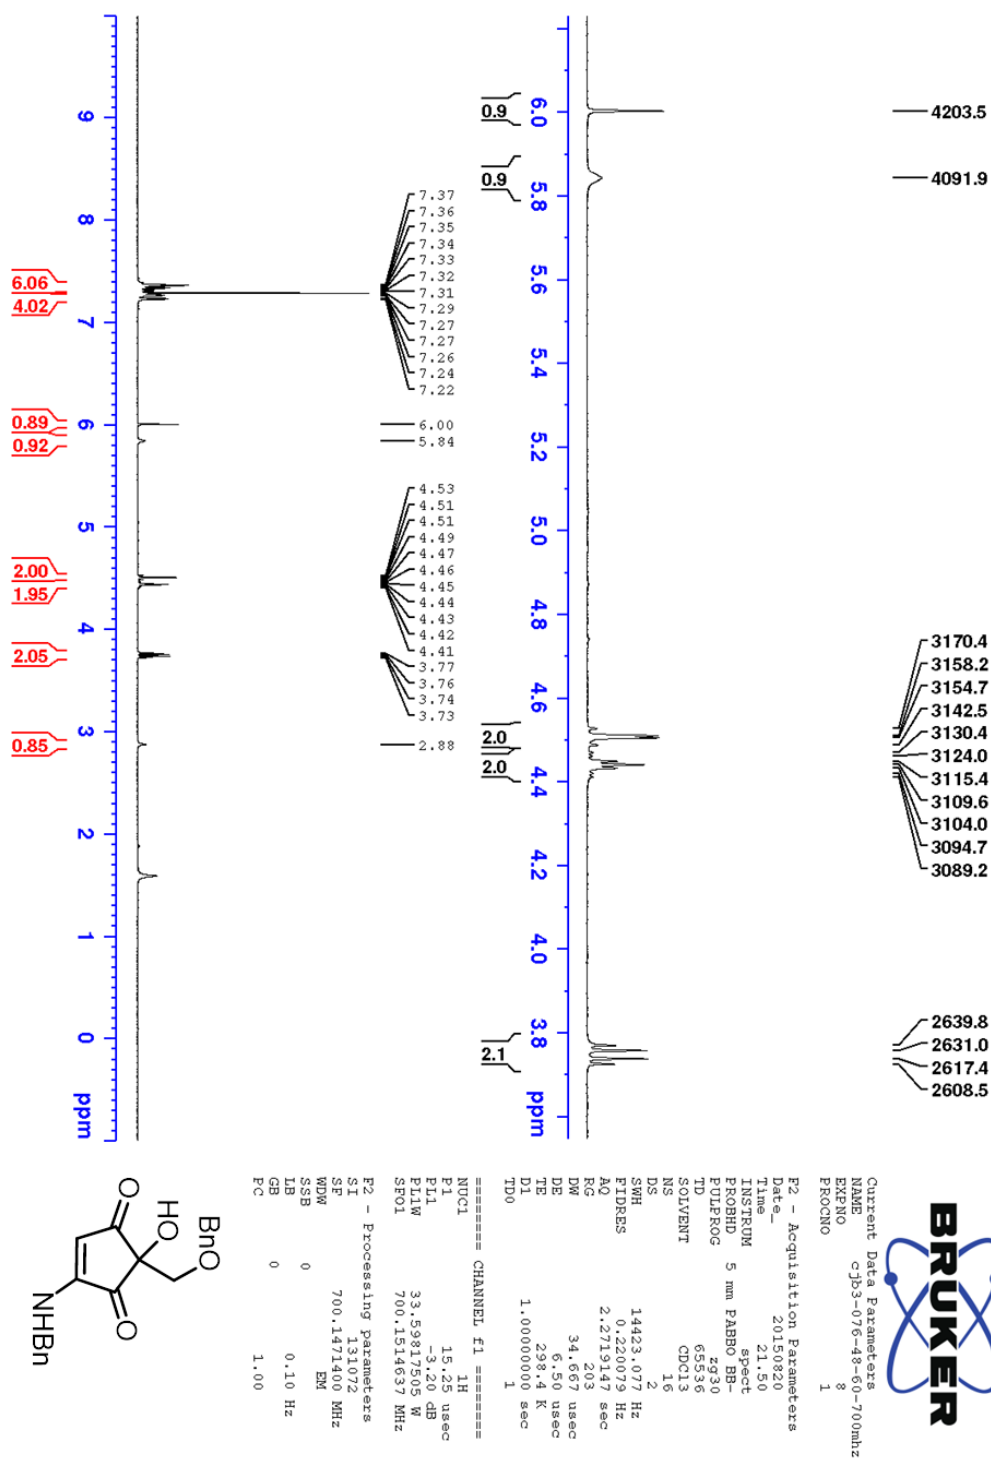 4203.5
4091.9
3170.4
3158.2
3154.7
3142.5
3130.4
3124.0
3115.4
3109.6
3104.0
3094.7
3089.2
2639.8
2631.0
2617.4
2608.5
6.0 5.8 5.6 5.4 5.2 5.0 4.8 4.6 4.4 4.2 4.0 3.8 ppm
0.9
0.9
2.0
2.0
2.1
7.37
7.36
7.35
7.34
7.33
7.32
7.31
7.29
7.27
7.27
7.26
7.24
7.22
6.00
5.84
4.53
4.51
4.51
4.49
4.47
4.46
4.45
4.44
4.43
4.42
4.41
3.77
3.76
3.74
3.73
2.88
9 8 7 6 5 4 3 2 1 0 ppm
6.06
4.02
0.89
0.92
2.00
1.95
2.05
0.85
BRUKER
Current Data Parameters
NAME cjb3-076-48-60-700mhz
EXPNO 8
PROCNO 1
F2 - Acquisition Parameters
Date_ 20150820
Time 21.50
INSTRUM spect
PROBHD 5 mm PABBO BB-
PULPROG zg30
TD 65536
SOLVENT CDCl3
NS 16
DS 2
SWH 14423.077 Hz
FIDRES 0.220079 Hz
AQ 2.2719147 sec
RG 203
DW 34.667 usec
DE 6.50 usec
TE 298.4 K
D1 1.00000000 sec
TD0 1
======== CHANNEL f1 ========
NUC1 1H
P1 15.25 usec
PL1 -3.20 dB
PL1W 33.59817505 W
SFO1 700.1514637 MHz
F2 - Processing parameters
SI 131072
SF 700.1471400 MHz
WDW EM
SSB 0
LB 0.10 Hz
GB 0
PC 1.00
BnO
HO
O
O
NHBn